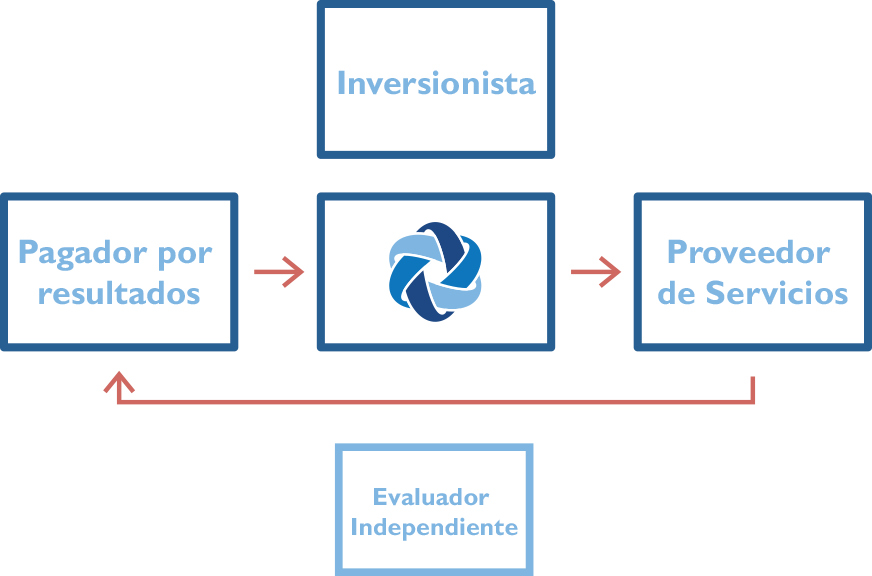 Inversionista
Pagador por
resultados
Proveedor
de Servicios
Evaluador
Independiente